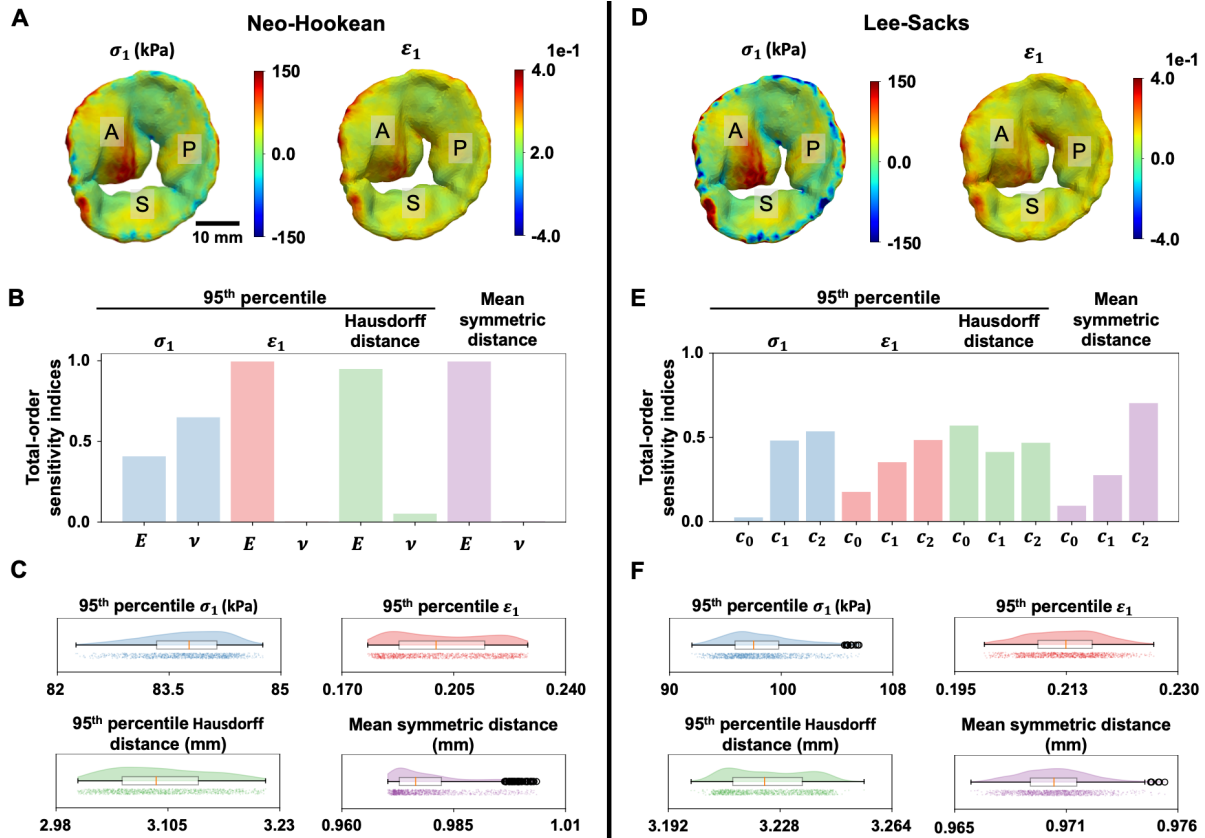 A
Neo-Hookean
σ₁ (kPa)
ε₁
1e-1
150
0.0
-150
4.0
2.0
-4.0
A
P
S
A
P
S
10 mm
B
95th percentile
Mean
symmetric
distance
Hausdorff
distance
σ₁
ε₁
Total-order
sensitivity indices
1.0
0.5
0.0
E
ν
E
ν
E
ν
E
ν
C
95th percentile σ₁ (kPa)
82
83.5
85
95th percentile ε₁
0.170
0.205
0.240
95th percentile Hausdorff
distance (mm)
2.98
3.105
3.23
Mean symmetric distance
(mm)
0.960
0.985
1.01
D
Lee-Sacks
σ₁ (kPa)
ε₁
1e-1
150
0.0
-150
4.0
0.0
-4.0
A
P
S
A
P
S
E
95th percentile
Mean
symmetric
distance
Hausdorff
distance
σ₁
ε₁
Total-order
sensitivity indices
1.0
0.5
0.0
c₀
c₁
c₂
c₀
c₁
c₂
c₀
c₁
c₂
c₀
c₁
c₂
F
95th percentile σ₁ (kPa)
90
100
108
95th percentile ε₁
0.195
0.213
0.230
95th percentile Hausdorff
distance (mm)
3.192
3.228
3.264
Mean symmetric distance
(mm)
0.965
0.971
0.976